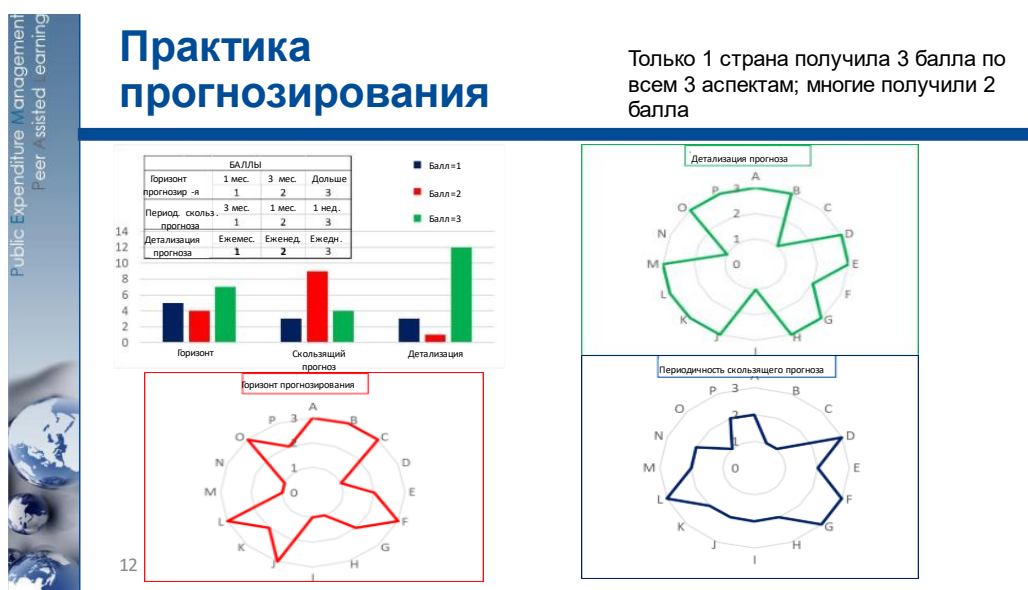 Public Expenditure Management
Peer Assisted Learning
Практика
прогнозирования
Только 1 страна получила 3 балла по
всем 3 аспектам; многие получили 2
балла
БАЛЛЫ
Горизонт прогнозир -я 1 мес. 3 мес. Дольше
1 2 3
Период. скольз. прогноза 3 мес. 1 мес. 1 нед.
1 2 3
Детализация прогноза Ежемес. Еженед. Ежедн.
1 2 3
Балл=1
Балл=2
Балл=3
14
12
10
8
6
4
2
0
Горизонт
Скользящий
прогноз
Детализация
Детализация прогноза
A
B
C
D
E
F
G
H
I
J
K
L
M
N
O
P
3
2
1
0
Горизонт прогнозирования
A
B
C
D
E
F
G
H
I
J
K
L
M
N
O
P
3
2
1
0
Периодичность скользящего прогноза
A
B
C
D
E
F
G
H
I
J
K
L
M
N
O
P
3
2
1
0
12